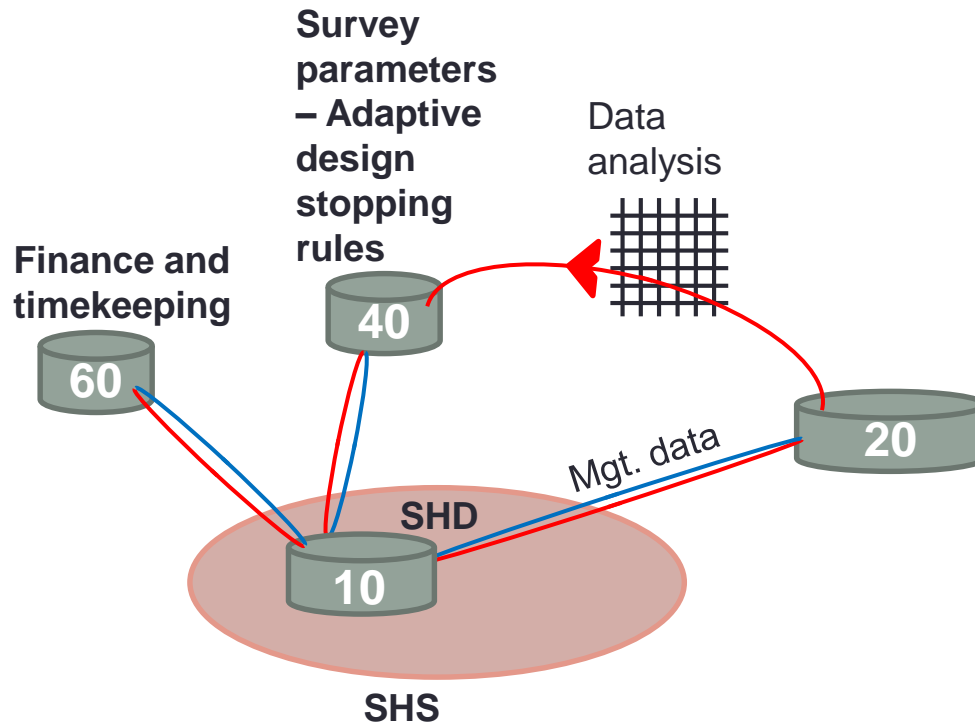 Survey
parameters
– Adaptive
design
stopping
rules
Data
analysis
Finance and
timekeeping
40
60
20
Mgt. data
SHD
10
SHS